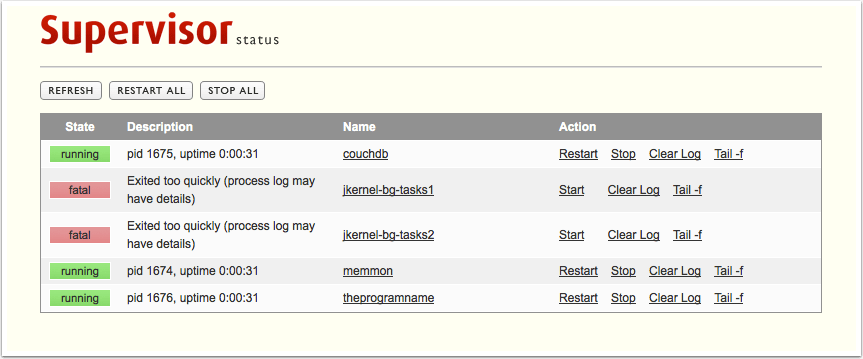 Supervisor status
REFRESH RESTART ALL STOP ALL
State Description Name Action
running pid 1675, uptime 0:00:31 couchdb Restart Stop Clear Log Tail -f
Exited too quickly (process log may
fatal jkernel-bg-tasks1 Start Clear Log Tail -f
have details)
Exited too quickly (process log may
fatal jkernel-bg-tasks2 Start Clear Log Tail -f
have details)
running pid 1674, uptime 0:00:31 memmon Restart Stop Clear Log Tail -f
running pid 1676, uptime 0:00:31 theprogramname Restart Stop Clear Log Tail -f